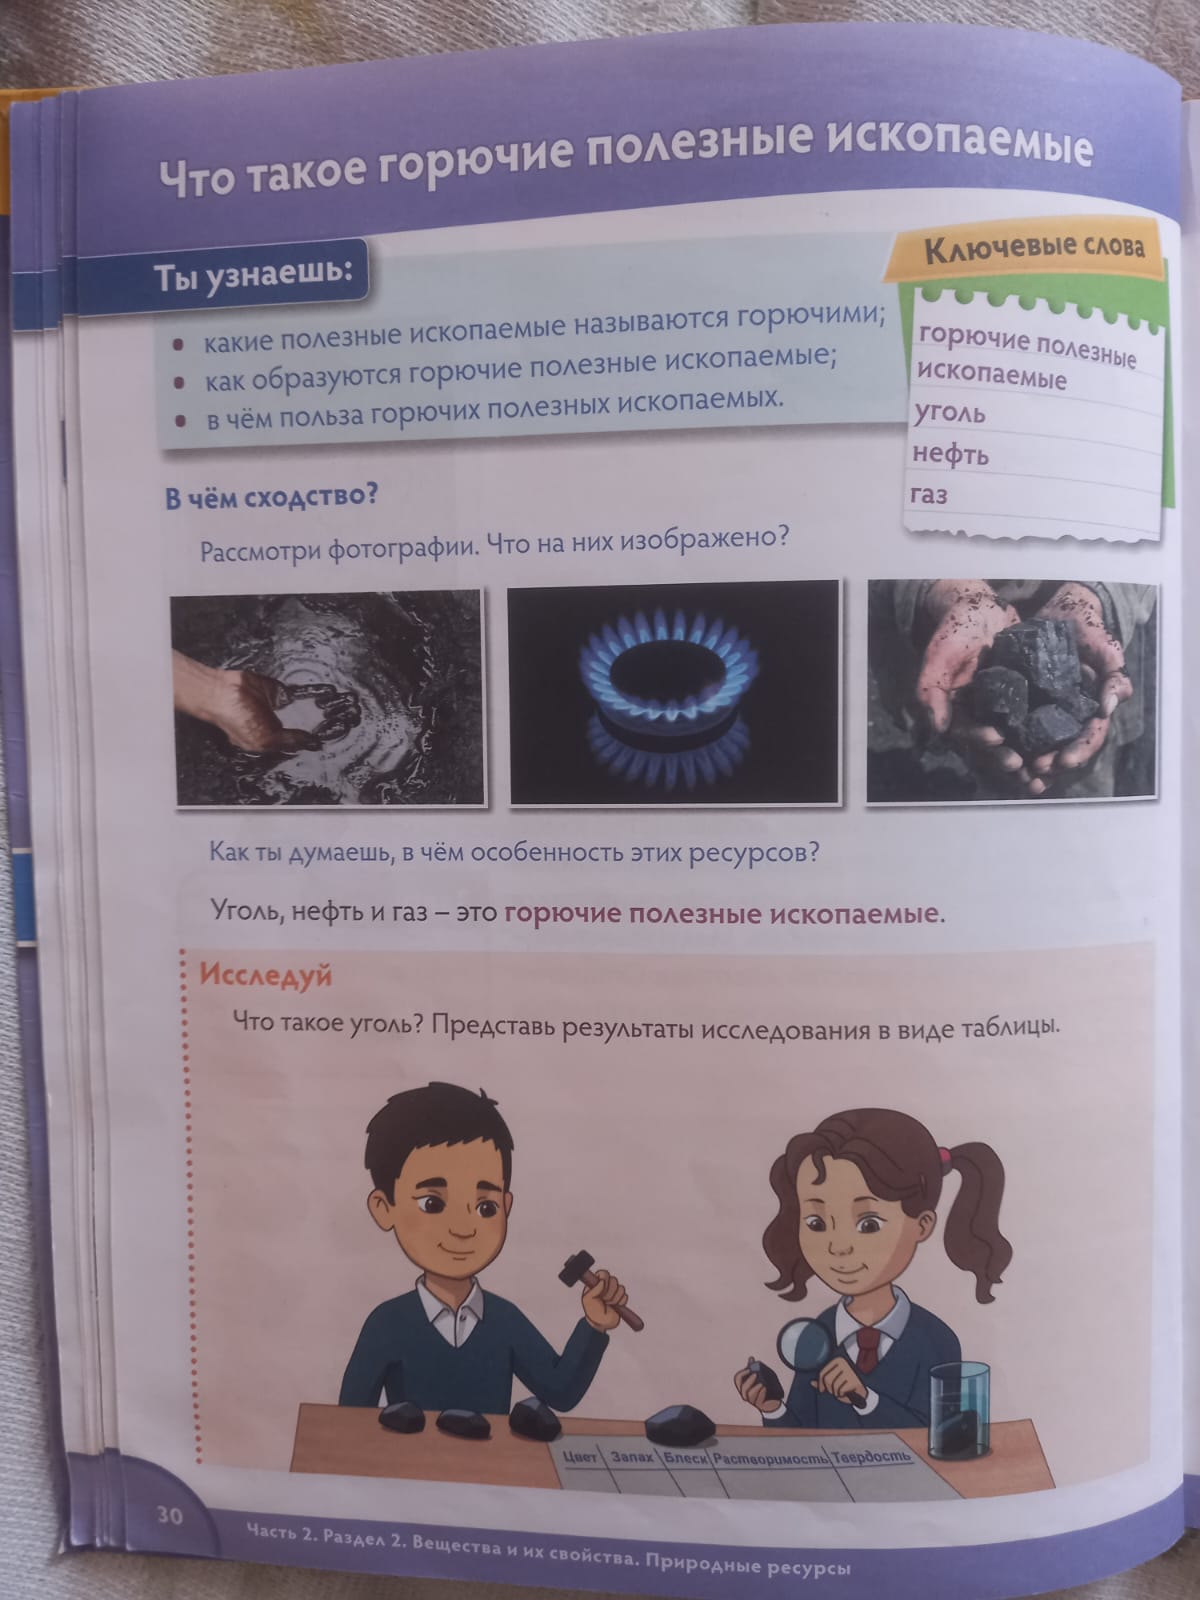 Что такое горючие полезные ископаемые
Ты узнаешь:
• какие полезные ископаемые называются горючими;
• как образуются горючие полезные ископаемые;
• в чём польза горючих полезных ископаемых.
Ключевые слова
горючие полезные
ископаемые
уголь
нефть
газ
В чём сходство?
Рассмотри фотографии. Что на них изображено?
Как ты думаешь, в чём особенность этих ресурсов?
Уголь, нефть и газ – это горючие полезные ископаемые.
Исследуй
Что такое уголь? Представь результаты исследования в виде таблицы.
Цвет Запах Блеск Растворимость Твердость
30
Часть 2. Раздел 2. Вещества и их свойства. Природные ресурсы